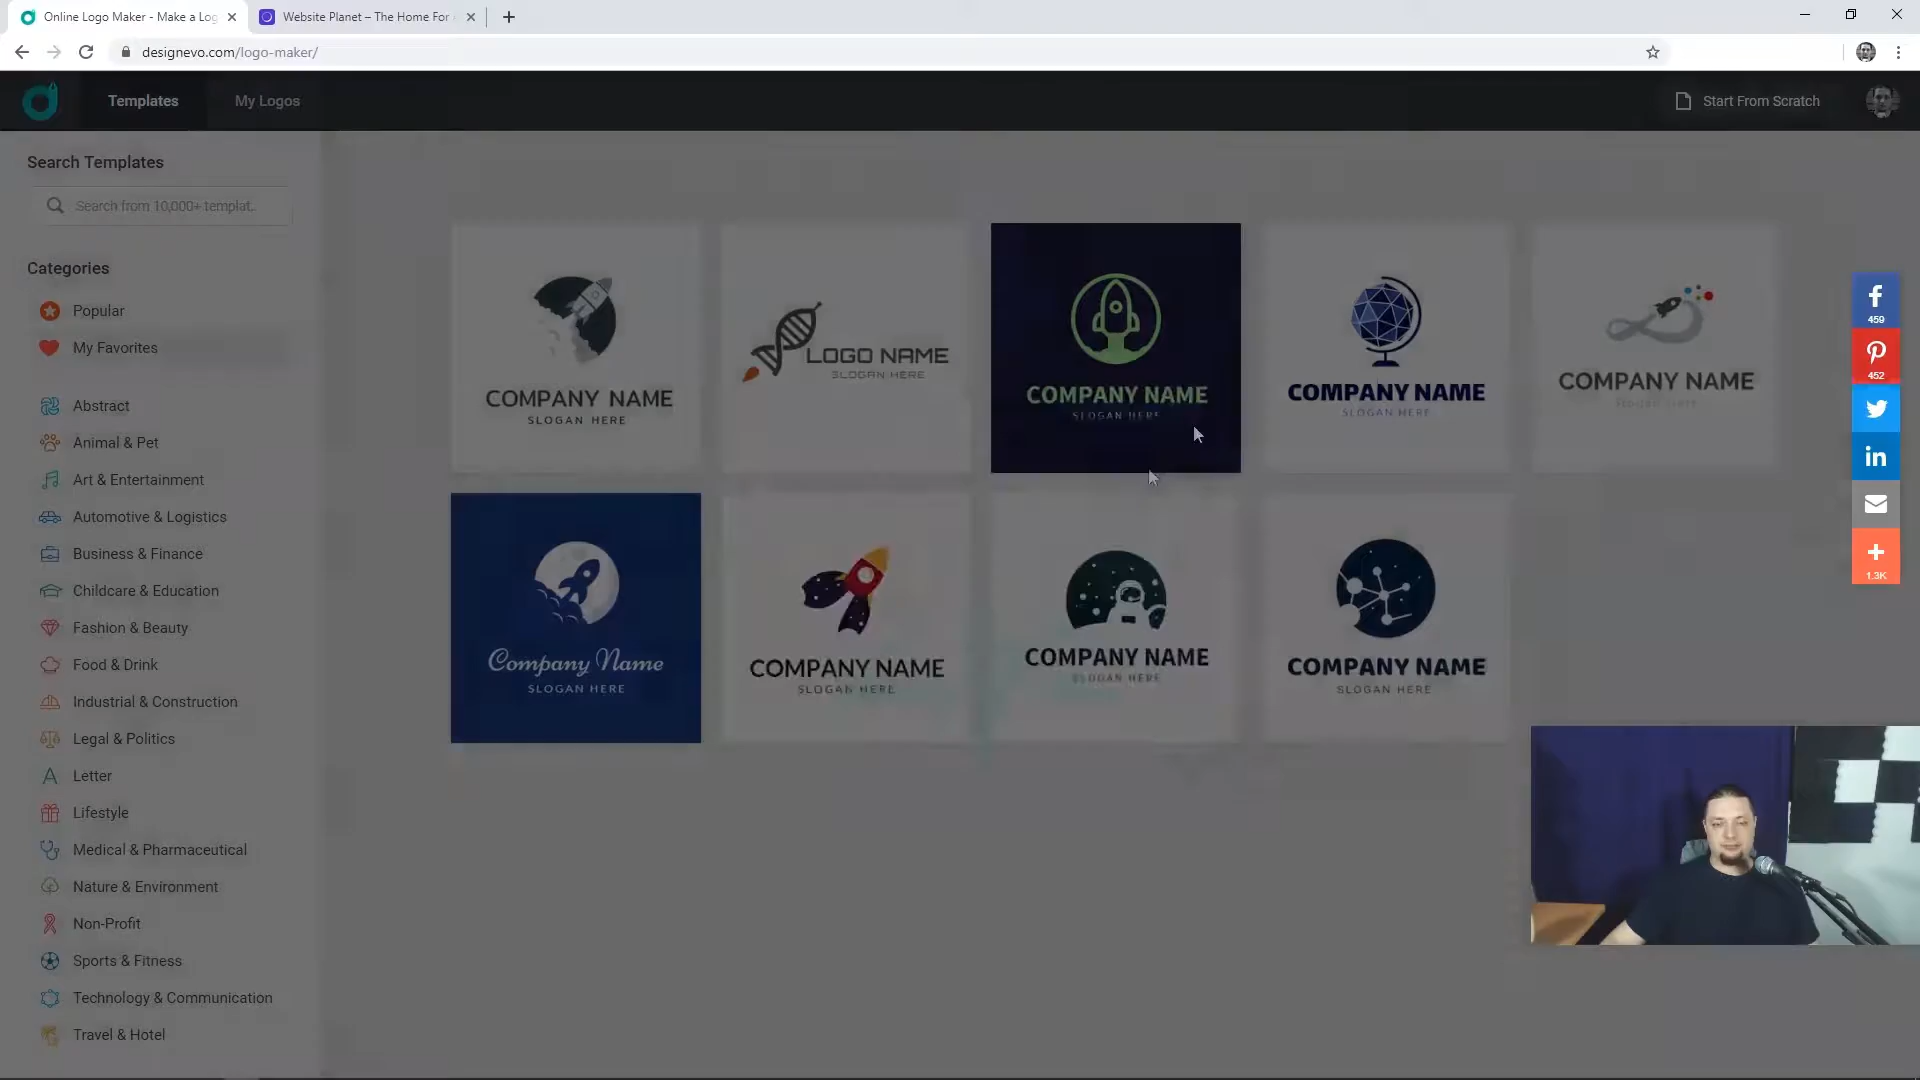 Online Logo Maker - Make a Log
Website Planet – The Home For
designevo.com/logo-maker/
Templates
My Logos
Start From Scratch
Search Templates
Search from 10,000+ templat..
Categories
Popular
My Favorites
Abstract
Animal & Pet
Art & Entertainment
Automotive & Logistics
Business & Finance
Childcare & Education
Fashion & Beauty
Food & Drink
Industrial & Construction
Legal & Politics
Letter
Lifestyle
Medical & Pharmaceutical
Nature & Environment
Non-Profit
Sports & Fitness
Technology & Communication
Travel & Hotel
COMPANY NAME
SLOGAN HERE
LOGO NAME
SLOGAN HERE
COMPANY NAME
SLOGAN HERE
COMPANY NAME
SLOGAN HERE
COMPANY NAME
SLOGAN HERE
Company Name
SLOGAN HERE
COMPANY NAME
SLOGAN HERE
COMPANY NAME
SLOGAN HERE
COMPANY NAME
SLOGAN HERE
459
452
in
1.3K